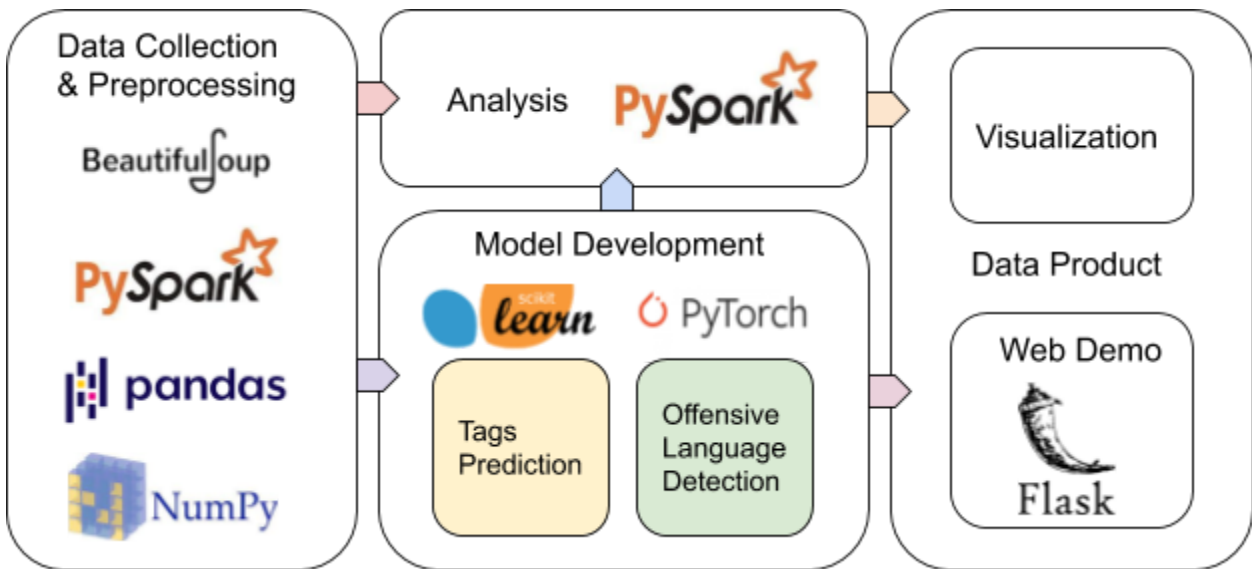 Data Collection
& Preprocessing
BeautifulSoup
PySpark
pandas
NumPy
Analysis
PySpark
Model Development
scikit
learn
PyTorch
Tags
Prediction
Offensive
Language
Detection
Visualization
Data Product
Web Demo
Flask